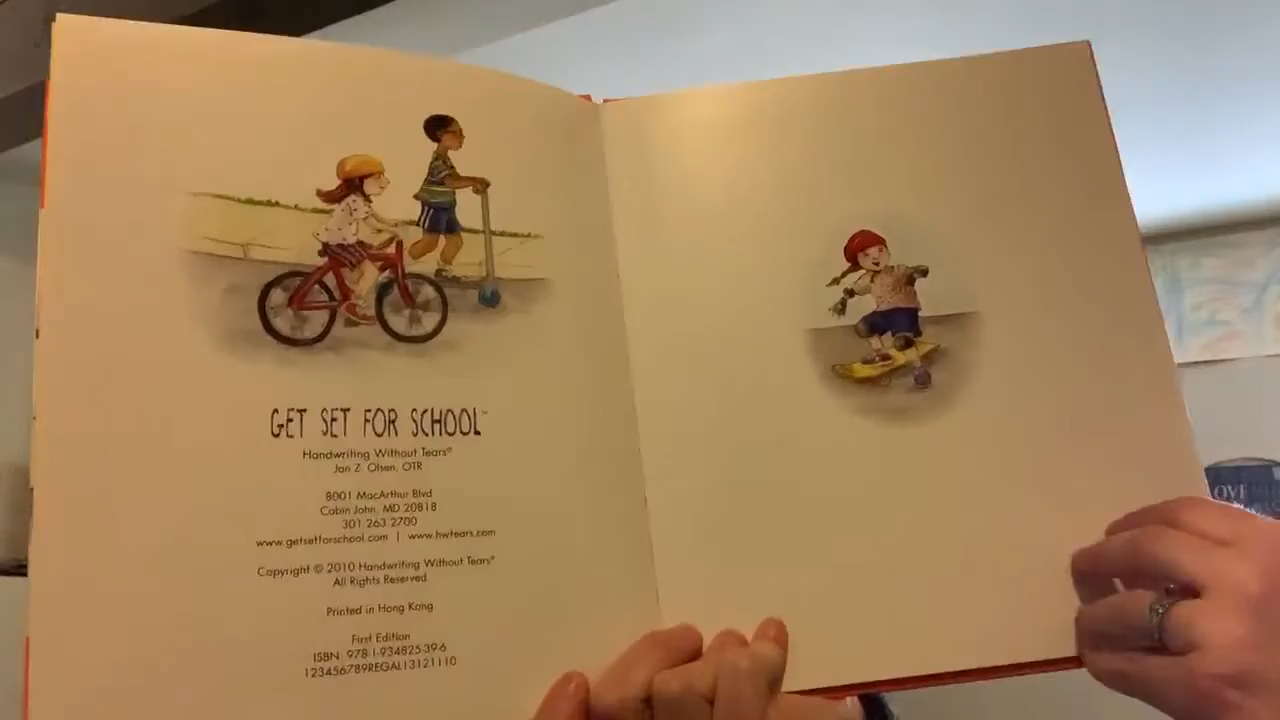 GET SET FOR SCHOOL™
Handwriting Without Tears®
Jan Z. Olsen, OTR
8001 MacArthur Blvd
Cabin John, MD 20818
301 263 2700
www.getsetforschool.com | www.hwtears.com
Copyright © 2010 Handwriting Without Tears®
All Rights Reserved
Printed in Hong Kong
First Edition
ISBN: 978-1-934825-39-6
123456789REGAL13121110